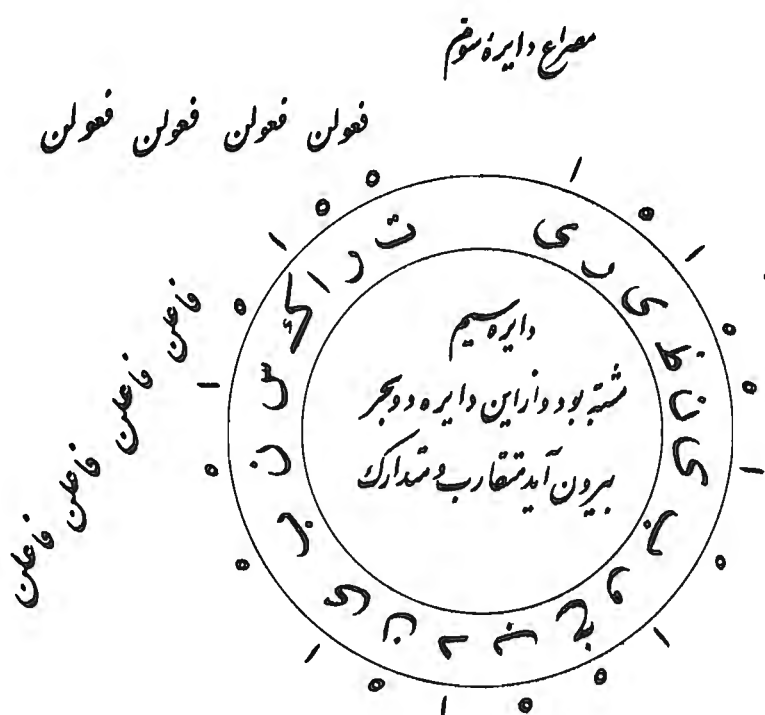 مصراع دایرهٔ سوم
فعولن فعولن فعولن فعولن
فاعلن فاعلن فاعلن فاعلن
ت ر ا ک س ن ب ی ن د ب خ و ب ی ن ظ ی ر ی
دایره سیم
مشتبه بود و از این دایره دو بحر
بیرون آید متقارب و متدارک